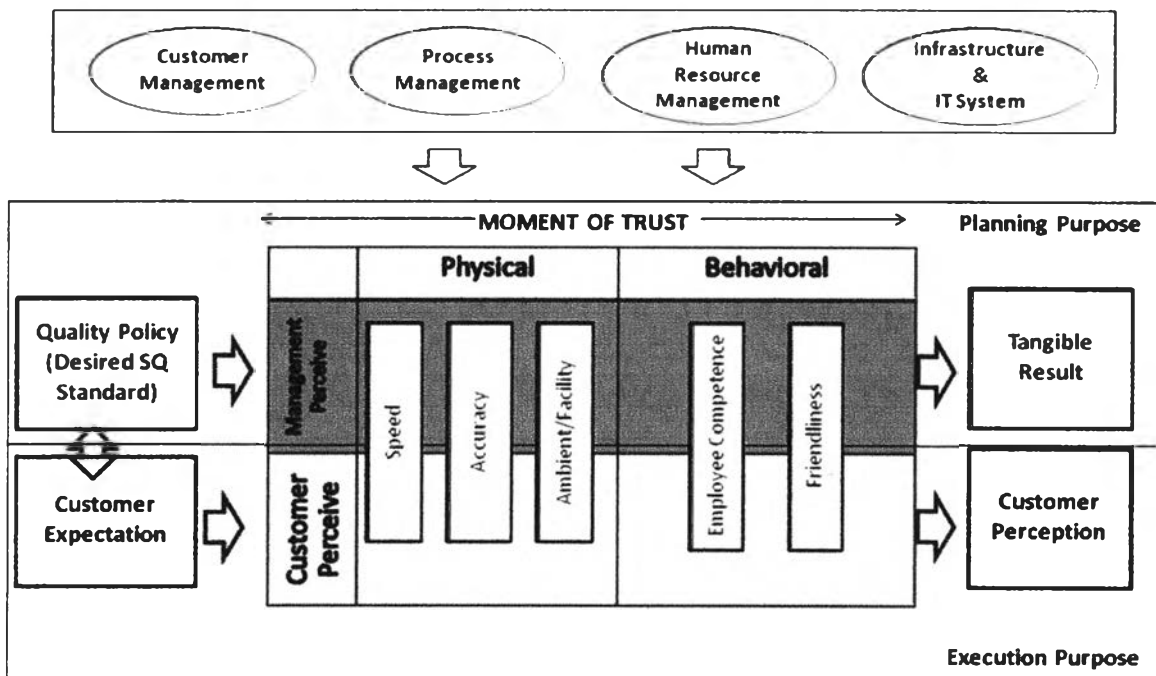 Customer
Management
Process
Management
Human
Resource
Management
Infrastructure
&
IT System
MOMENT OF TRUST
Planning Purpose
Physical
Behavioral
Quality Policy
(Desired SQ
Standard)
Management
Perceive
Speed
Accuracy
Ambient/Facility
Employee Competence
Friendliness
Tangible
Result
Customer
Expectation
Customer
Perceive
Customer
Perception
Execution Purpose